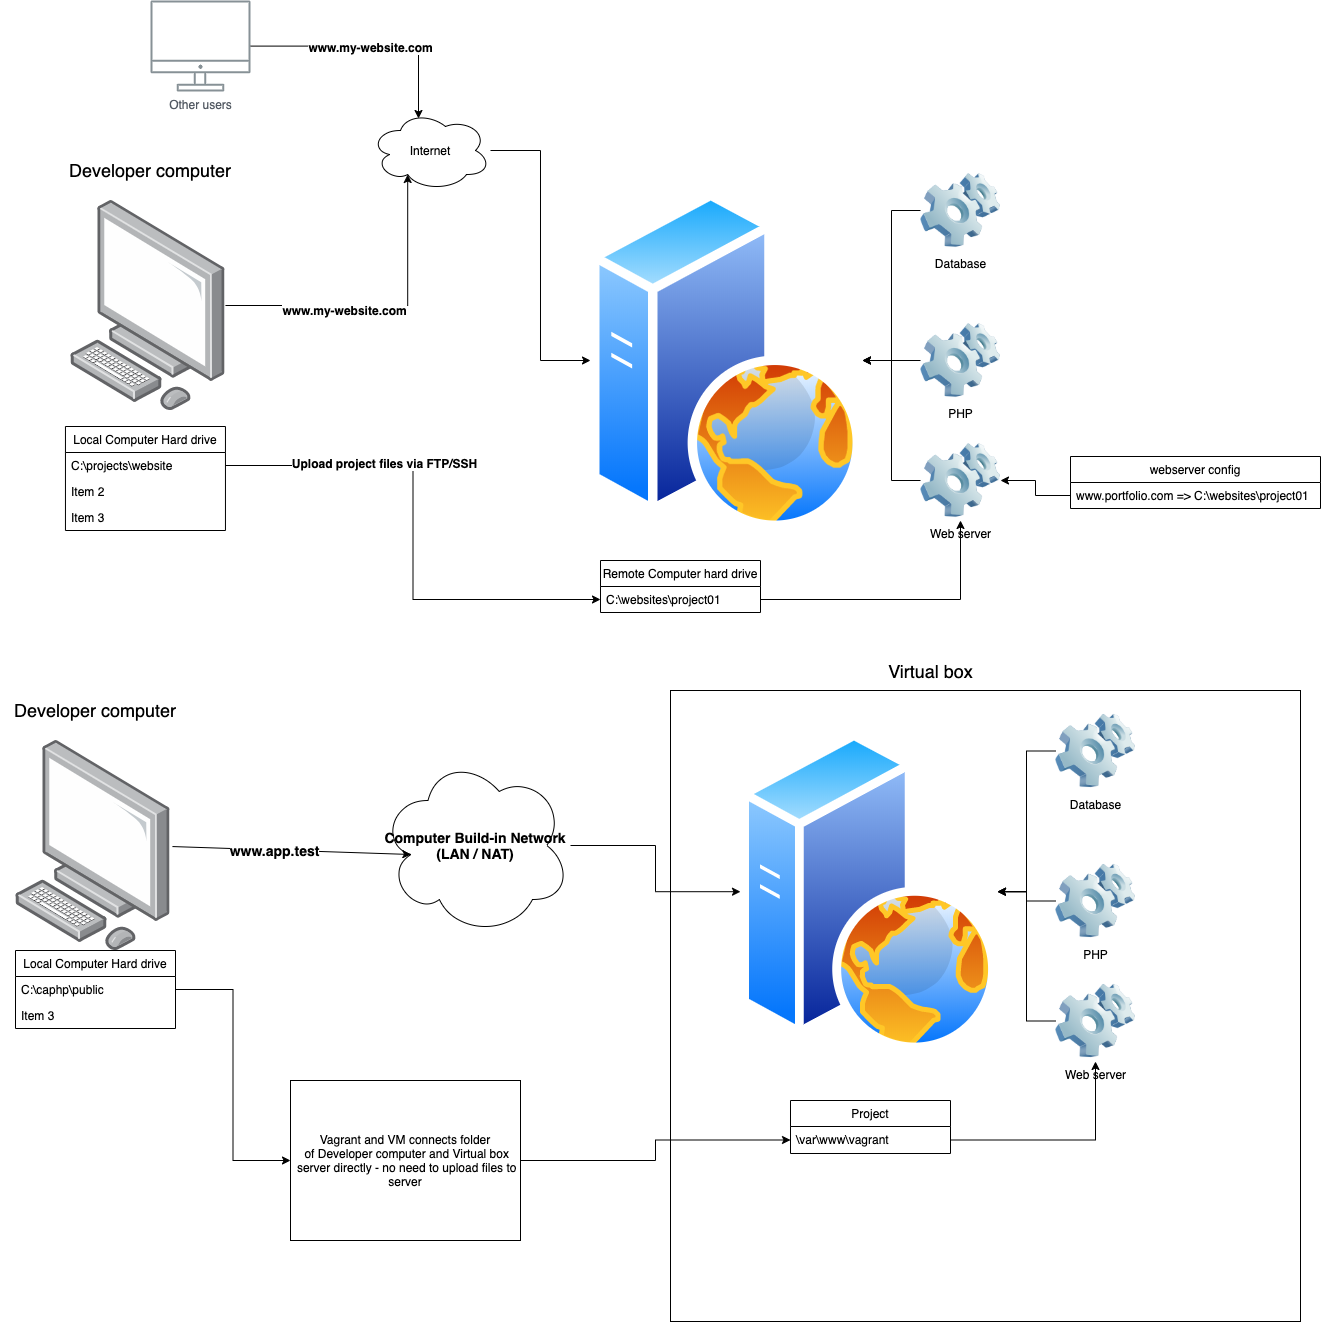 www.my-website.com
Other users
Internet
Developer computer
www.my-website.com
Database
PHP
Local Computer Hard drive
C:\projects\website
Item 2
Item 3
Upload project files via FTP/SSH
webserver config
www.portfolio.com => C:\websites\project01
Web server
Remote Computer hard drive
C:\websites\project01
Virtual box
Developer computer
www.app.test
Computer Build-in Network
(LAN / NAT)
Database
PHP
Local Computer Hard drive
C:\caphp\public
Item 3
Web server
Vagrant and VM connects folder
of Developer computer and Virtual box
server directly - no need to upload files to
server
Project
\var\www\vagrant